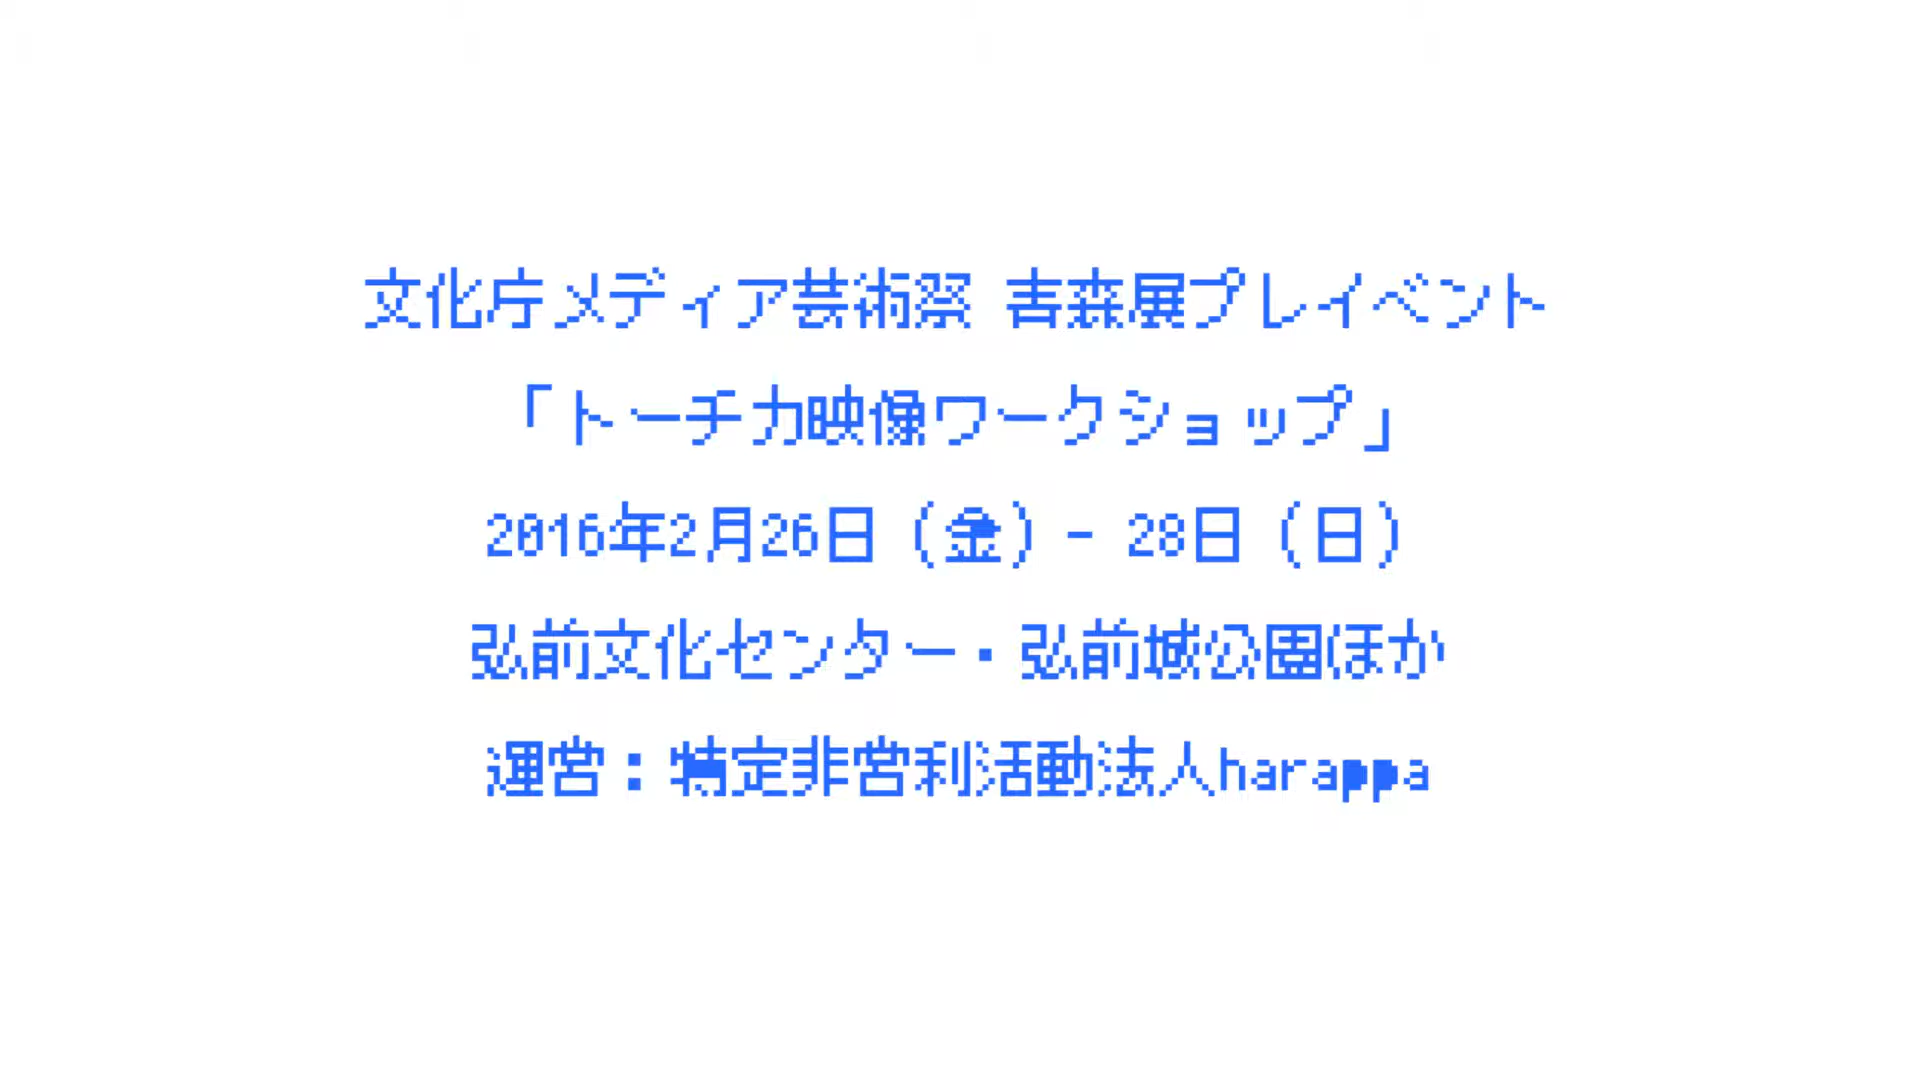 文化庁メディア芸術祭 青森展プレイベント
「トーチカ映像ワークショップ」
2016年2月26日（金）- 28日（日）
弘前文化センター・弘前城公園ほか
運営：特定非営利活動法人harappa